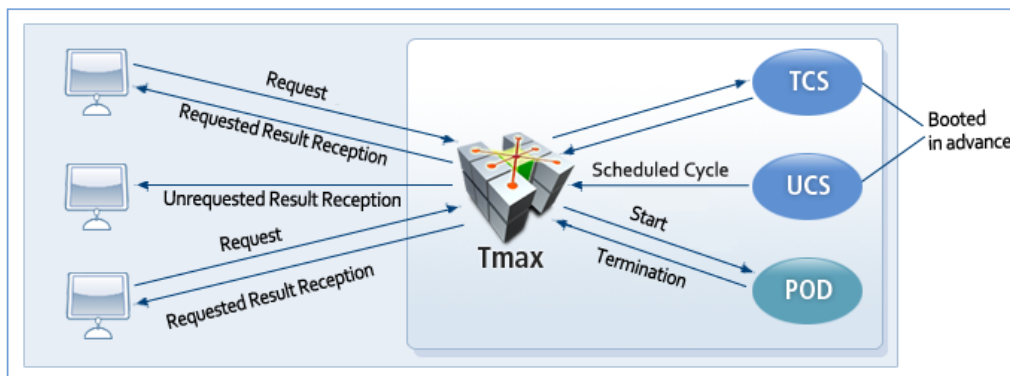 Request
Requested Result Reception
Unrequested Result Reception
Request
Requested Result Reception
Tmax
Scheduled Cycle
Start
Termination
TCS
UCS
POD
Booted
in advance